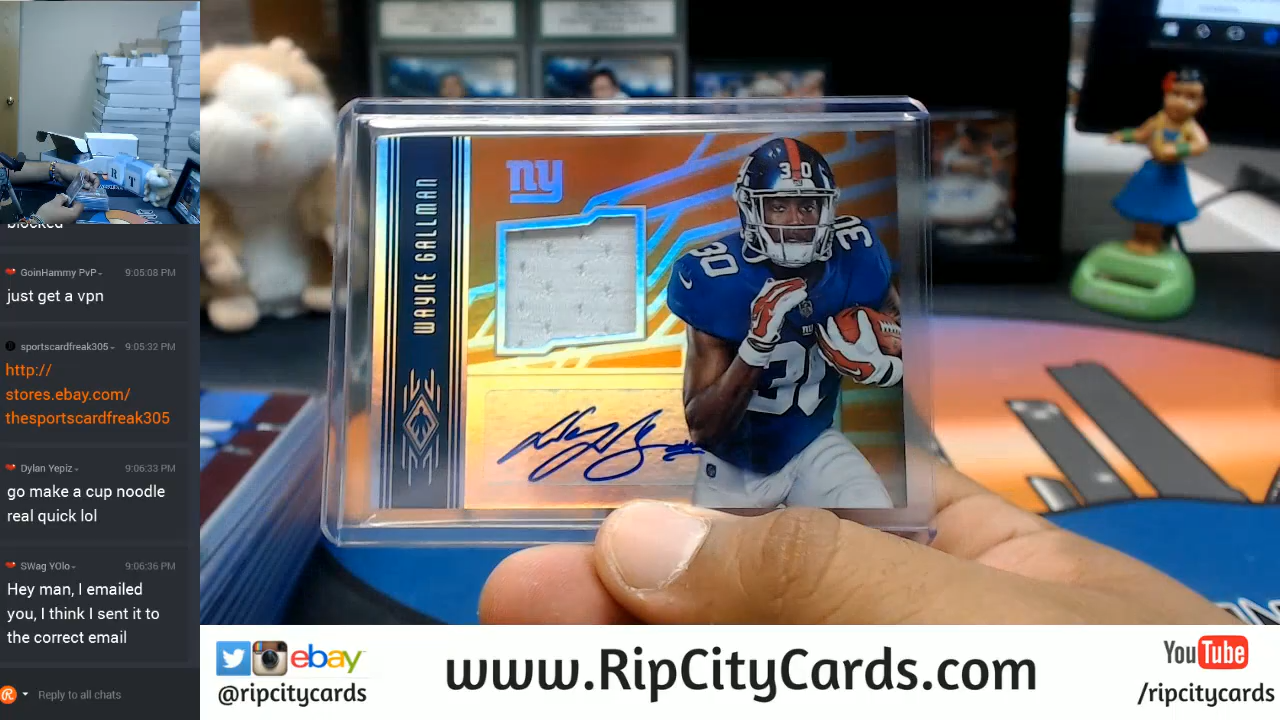 blocked
GoinHammy PvP 9:05:08 PM
just get a vpn
sportscardfreak305 9:05:32 PM
http://
stores.ebay.com/
thesportscardfreak305
Dylan Yepiz 9:06:33 PM
go make a cup noodle
real quick lol
SWag YOlo 9:06:36 PM
Hey man, I emailed
you, I think I sent it to
the correct email
Reply to all chats
WAYNE GALLMAN
ny
30
30
30
30
ny
ebay
@ripcitycards
www.RipCityCards.com
YouTube
/ripcitycards